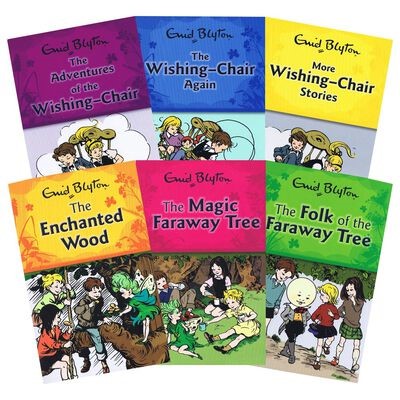 Enid Blyton
The
Adventures
of the
Wishing-Chair
Enid Blyton
The
Wishing-Chair
Again
Enid Blyton
More
Wishing-Chair
Stories
Enid Blyton
The
Enchanted
Wood
Enid Blyton
The Magic
Faraway Tree
Enid Blyton
The Folk of the
Faraway Tree